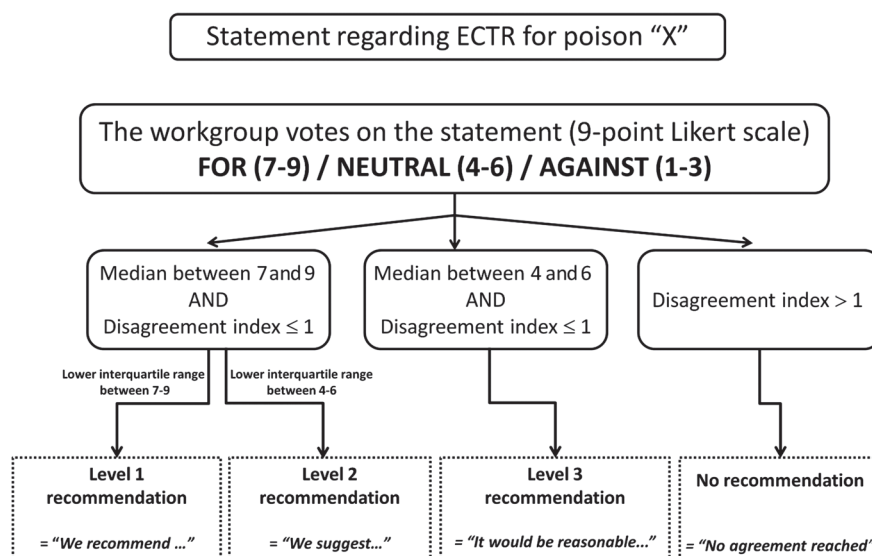 Statement regarding ECTR for poison “X”
The workgroup votes on the statement (9-point Likert scale)
FOR (7-9) / NEUTRAL (4-6) / AGAINST (1-3)
Median between 7 and 9
AND
Disagreement index ≤ 1
Median between 4 and 6
AND
Disagreement index ≤ 1
Disagreement index > 1
Lower interquartile range
between 7-9
Lower interquartile range
between 4-6
Level 1
recommendation
= “We recommend ...”
Level 2
recommendation
= “We suggest...”
Level 3
recommendation
= “It would be reasonable...”
No recommendation
= “No agreement reached”